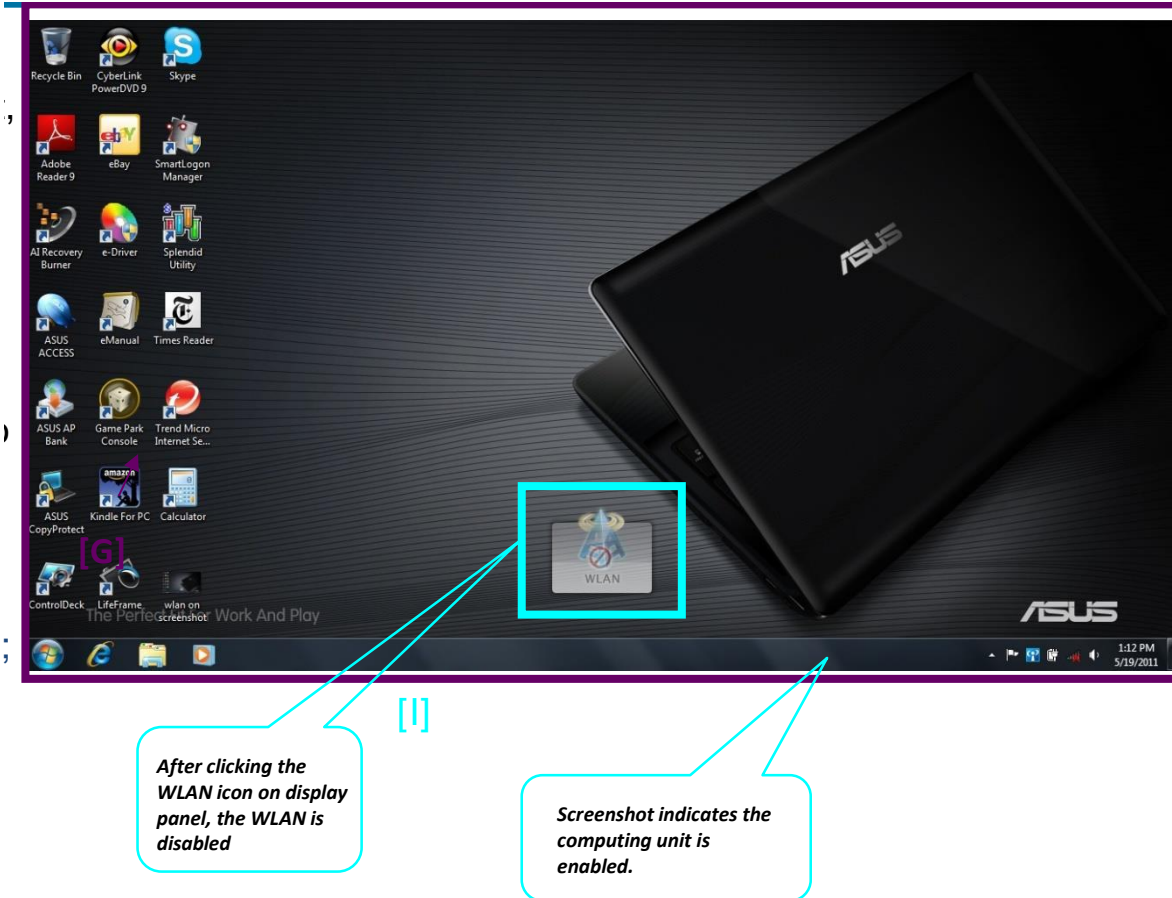 Recycle Bin
CyberLink
PowerDVD 9
Skype
Adobe
Reader 9
ebY
eBay
SmartLogon
Manager
AI Recovery
Burner
e-Driver
Splendid
Utility
ASUS
ACCESS
eManual
Times Reader
ASUS AP
Bank
Game Park
Console
Trend Micro
Internet Se...
ASUS
CopyProtect
amazon
Kindle For PC
Calculator
[G]
ControlDeck
LifeFrame
wlan on
screenshot
The Perfect Fit For Work And Play
ASUS
WLAN
ASUS
1:12 PM
5/19/2011
[I]
After clicking the
WLAN icon on display
panel, the WLAN is
disabled
Screenshot indicates the
computing unit is
enabled.